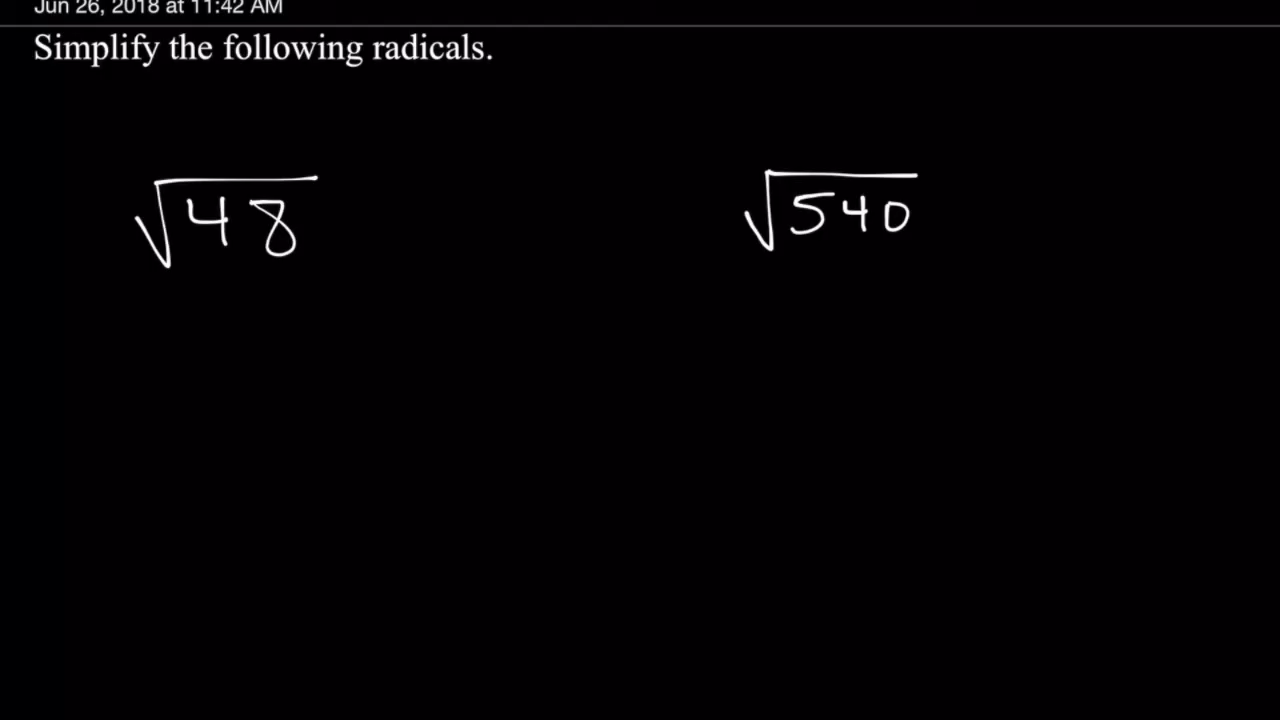 Jun 26, 2018 at 11:42 AM
Simplify the following radicals.
√48 √540